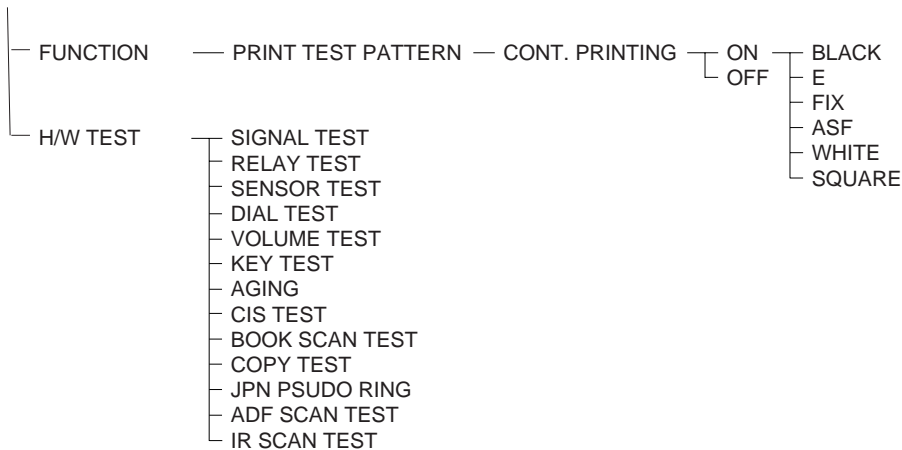 FUNCTION PRINT TEST PATTERN CONT. PRINTING ON BLACK
OFF E
FIX
ASF
H/W TEST SIGNAL TEST WHITE
RELAY TEST SQUARE
SENSOR TEST
DIAL TEST
VOLUME TEST
KEY TEST
AGING
CIS TEST
BOOK SCAN TEST
COPY TEST
JPN PSUDO RING
ADF SCAN TEST
IR SCAN TEST